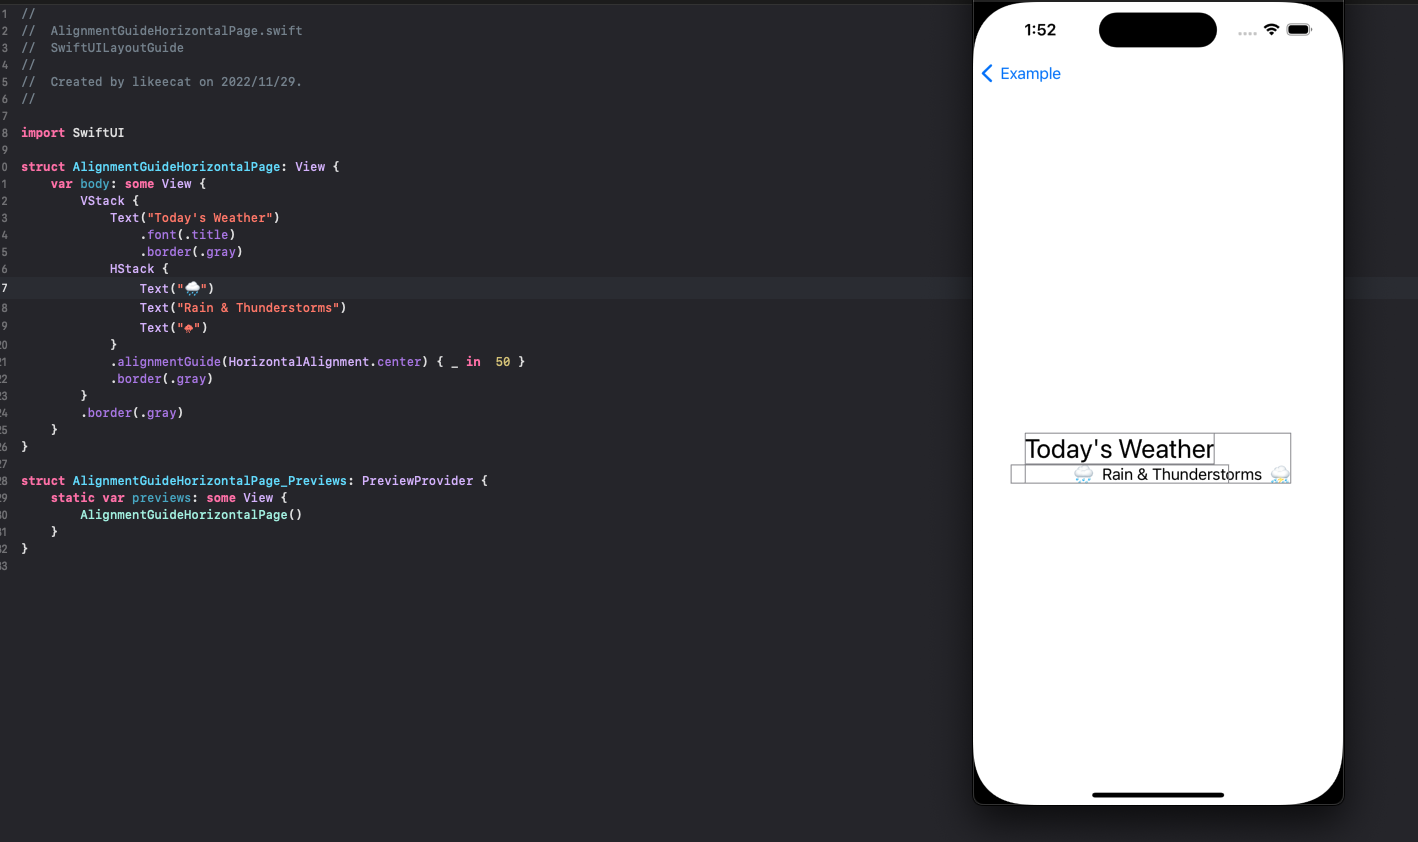 1 //
2 //  AlignmentGuideHorizontalPage.swift
3 //  SwiftUILayoutGuide
4 //
5 //  Created by likeecat on 2022/11/29.
6 //
7
8 import SwiftUI
9
0 struct AlignmentGuideHorizontalPage: View {
1     var body: some View {
2         VStack {
3             Text("Today's Weather")
4                 .font(.title)
5                 .border(.gray)
6             HStack {
7                 Text("🌧️")
8                 Text("Rain & Thunderstorms")
9                 Text("⛈")
20             }
21             .alignmentGuide(HorizontalAlignment.center) { _ in  50 }
22             .border(.gray)
23         }
24         .border(.gray)
25     }
26 }
27
28 struct AlignmentGuideHorizontalPage_Previews: PreviewProvider {
29     static var previews: some View {
30         AlignmentGuideHorizontalPage()
31     }
32 }
33
1:52
Example
Today's Weather
🌧️ Rain & Thunderstorms ⛈